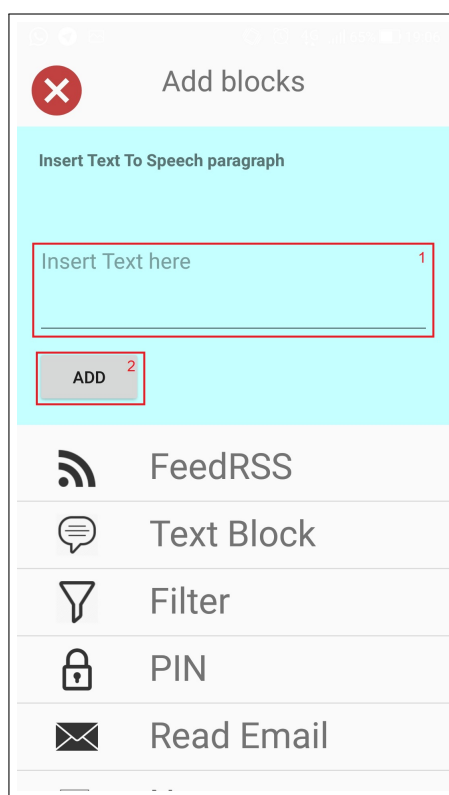 Add blocks
Insert Text To Speech paragraph
Insert Text here 1
ADD 2
FeedRSS
Text Block
Filter
PIN
Read Email